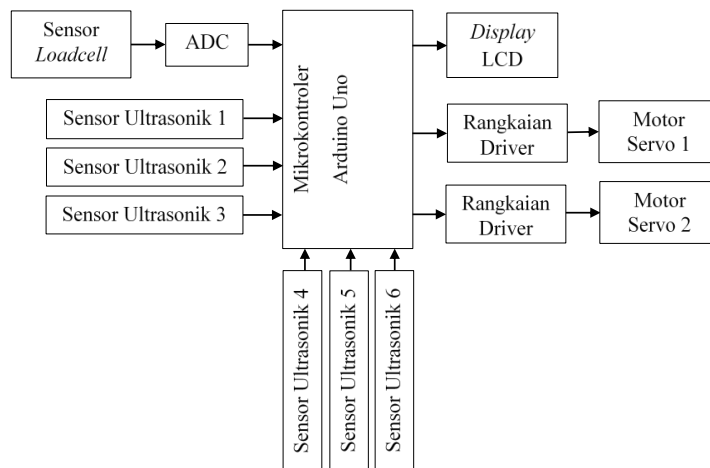 Sensor
Loadcell
ADC
Mikrokontroler
Arduino Uno
Display
LCD
Sensor Ultrasonik 1
Sensor Ultrasonik 2
Sensor Ultrasonik 3
Rangkaian
Driver
Motor
Servo 1
Rangkaian
Driver
Motor
Servo 2
Sensor Ultrasonik 4
Sensor Ultrasonik 5
Sensor Ultrasonik 6